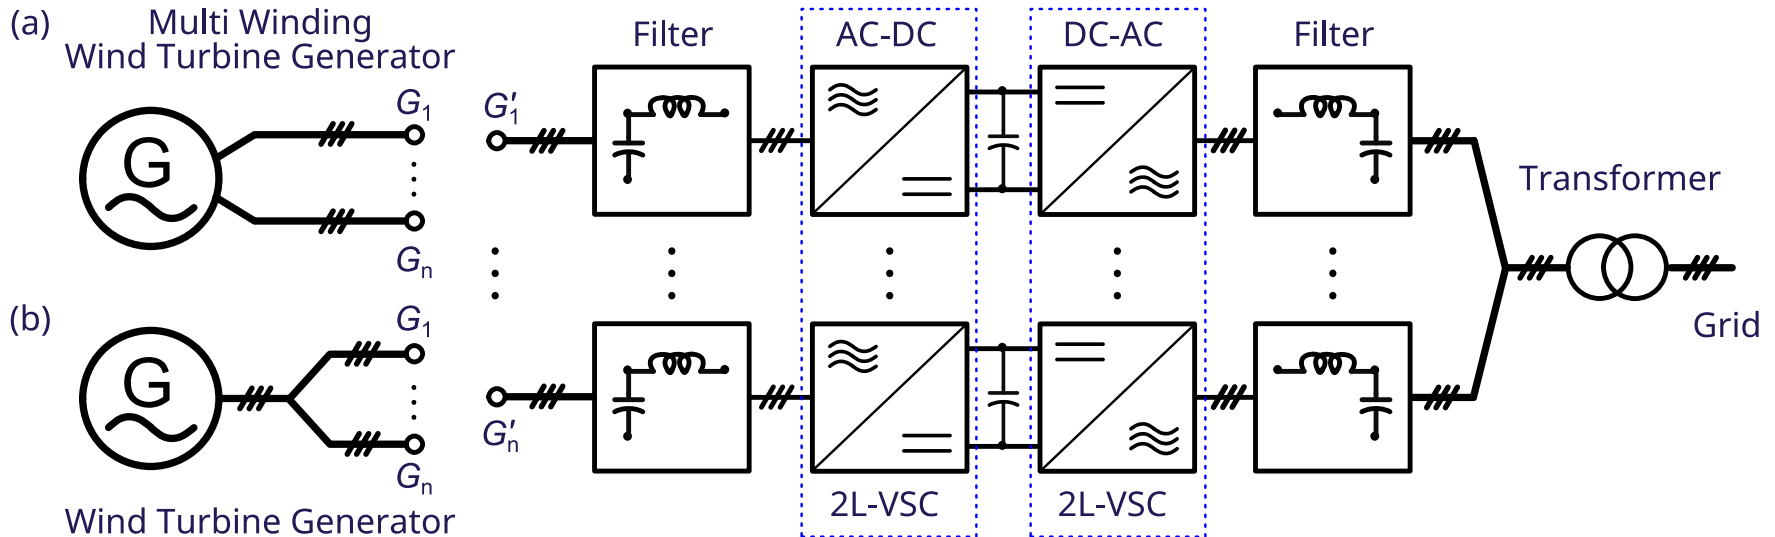 (a)
Multi Winding
Wind Turbine Generator
G
G1
Gn
G′1
Filter
AC-DC
DC-AC
Filter
Transformer
Grid
(b)
G
G1
Gn
G′n
2L-VSC
2L-VSC
Wind Turbine Generator